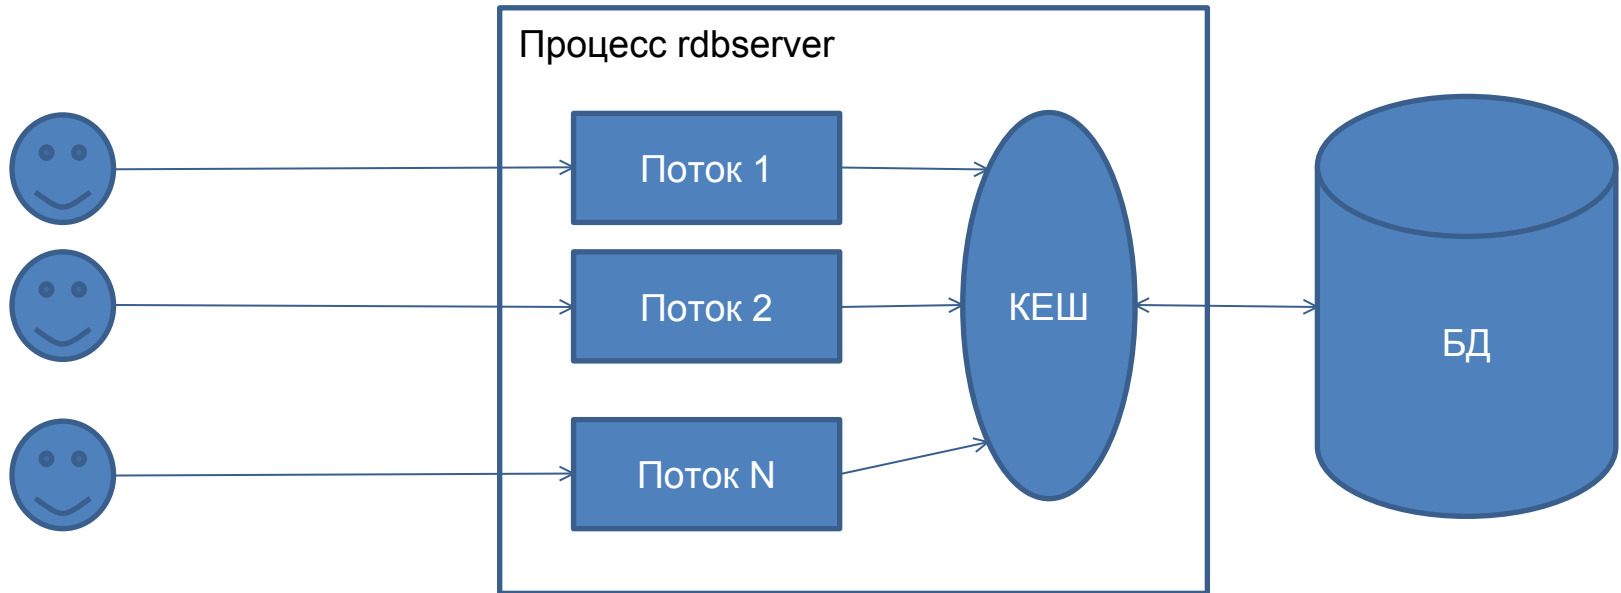 Процесс rdbserver
Поток 1
Поток 2
Поток N
КЕШ
БД